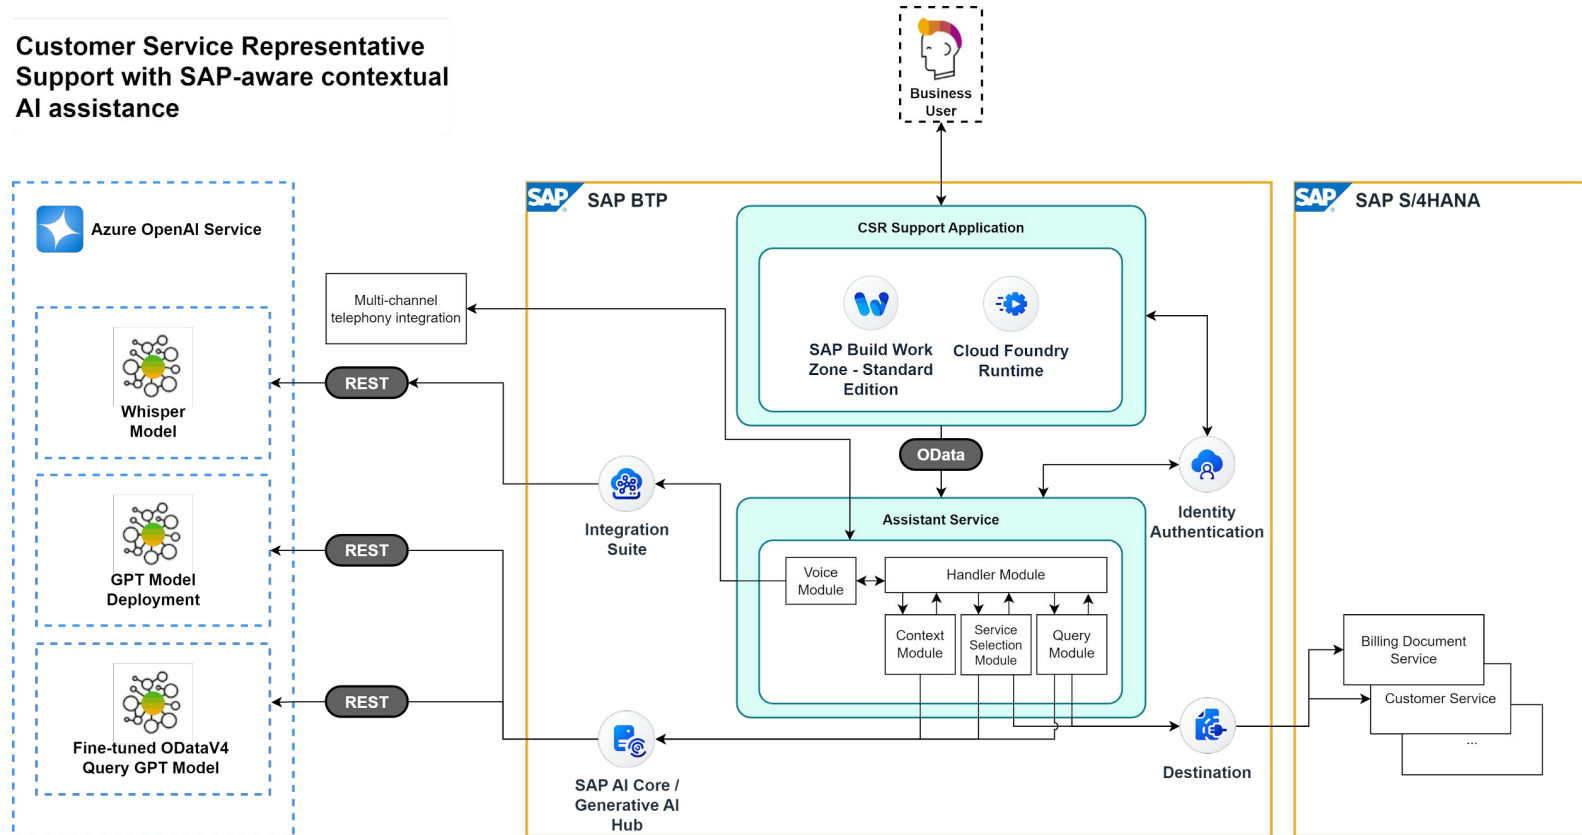 Customer Service Representative
Support with SAP-aware contextual
AI assistance
Business
User
SAP
SAP BTP
SAP
SAP S/4HANA
Azure OpenAI Service
CSR Support Application
Multi-channel
telephony integration
SAP Build Work
Zone - Standard
Edition
Cloud Foundry
Runtime
REST
Whisper
Model
OData
Integration
Suite
Assistant Service
Identity
Authentication
REST
GPT Model
Deployment
Voice
Module
Handler Module
Context
Module
Service
Selection
Module
Query
Module
Billing Document
Service
Customer Service
...
REST
Fine-tuned ODataV4
Query GPT Model
SAP AI Core /
Generative AI
Hub
Destination